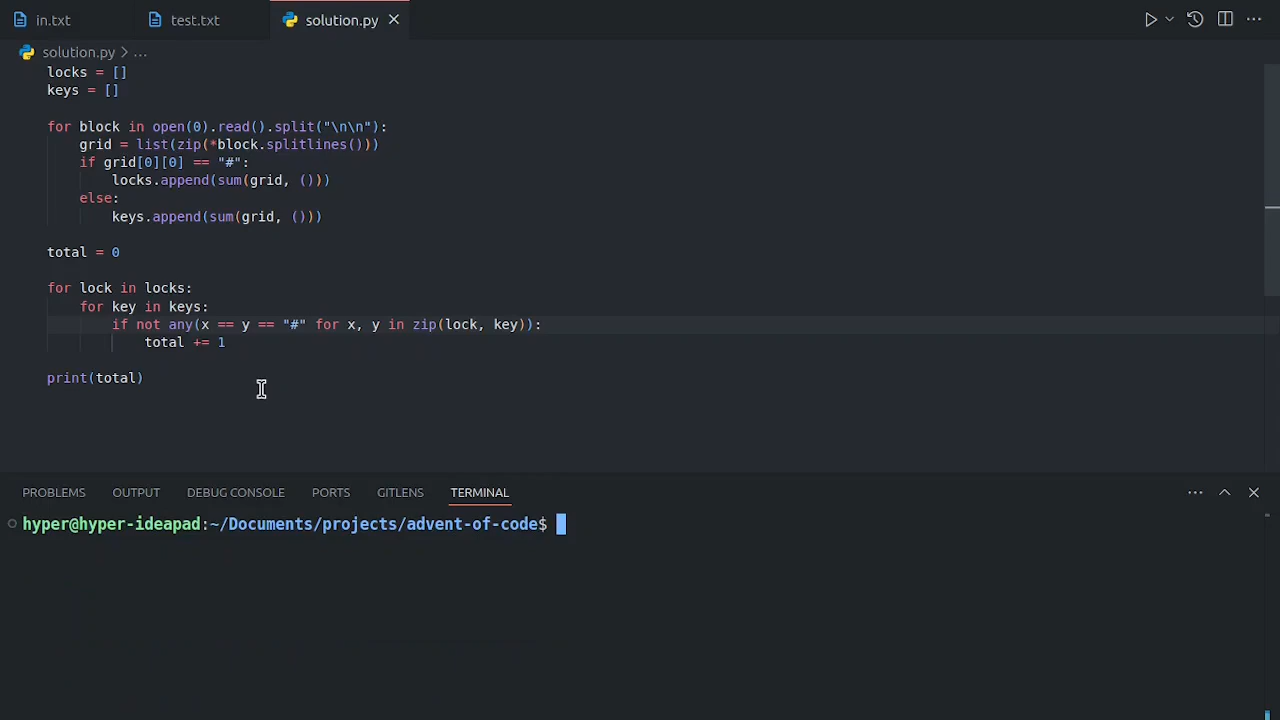 in.txt test.txt solution.py
solution.py > ...
locks = []
keys = []
for block in open(0).read().split("\n\n"):
grid = list(zip(*block.splitlines()))
if grid[0][0] == "#":
locks.append(sum(grid, ()))
else:
keys.append(sum(grid, ()))
total = 0
for lock in locks:
for key in keys:
if not any(x == y == "#" for x, y in zip(lock, key)):
total += 1
print(total)
PROBLEMS OUTPUT DEBUG CONSOLE PORTS GITLENS TERMINAL
hyper@hyper-ideapad:~/Documents/projects/advent-of-code$